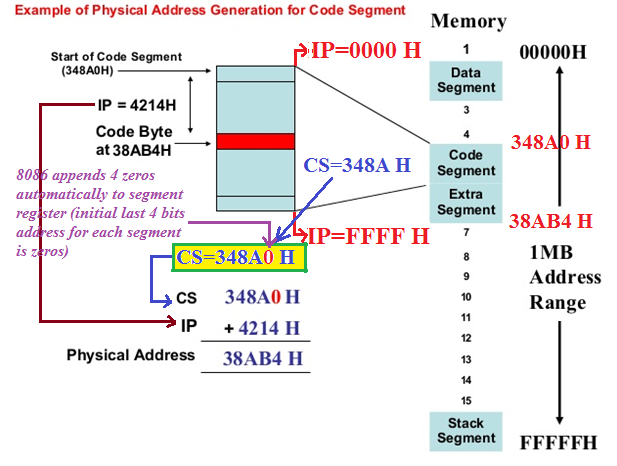 Example of Physical Address Generation for Code Segment
Memory
IP=0000 H
1
00000H
Start of Code Segment
(348A0H)
Data
Segment
IP = 4214H
3
Code Byte
at 38AB4H
4
348A0 H
CS=348A H
Code
Segment
8086 appends 4 zeros
automatically to segment
register (initial last 4 bits
address for each segment
is zeros)
Extra
Segment
38AB4 H
IP=FFFF H
7
CS=348A0 H
8
1MB
Address
Range
9
10
CS 348A0 H
11
IP + 4214 H
12
Physical Address 38AB4 H
13
14
15
Stack
Segment
FFFFFH